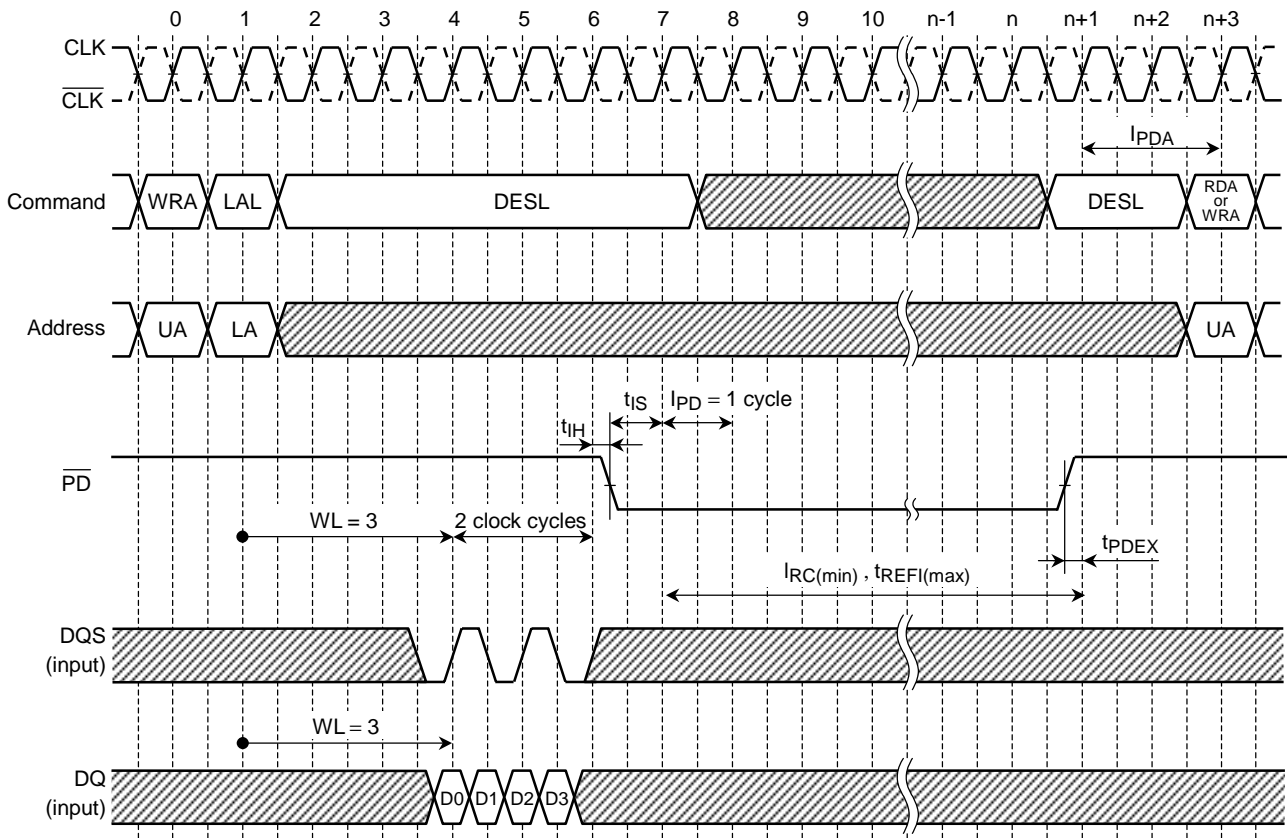 0 1 2 3 4 5 6 7 8 9 10 n-1 n n+1 n+2 n+3
CLK
CLK
IPDA
Command WRA LAL DESL DESL RDA or WRA
Address UA LA UA
tIS IPD = 1 cycle
tIH
PD
WL = 3 2 clock cycles
tPDEX
IRC(min) , tREFI(max)
DQS
(input)
WL = 3
DQ
(input) D0 D1 D2 D3